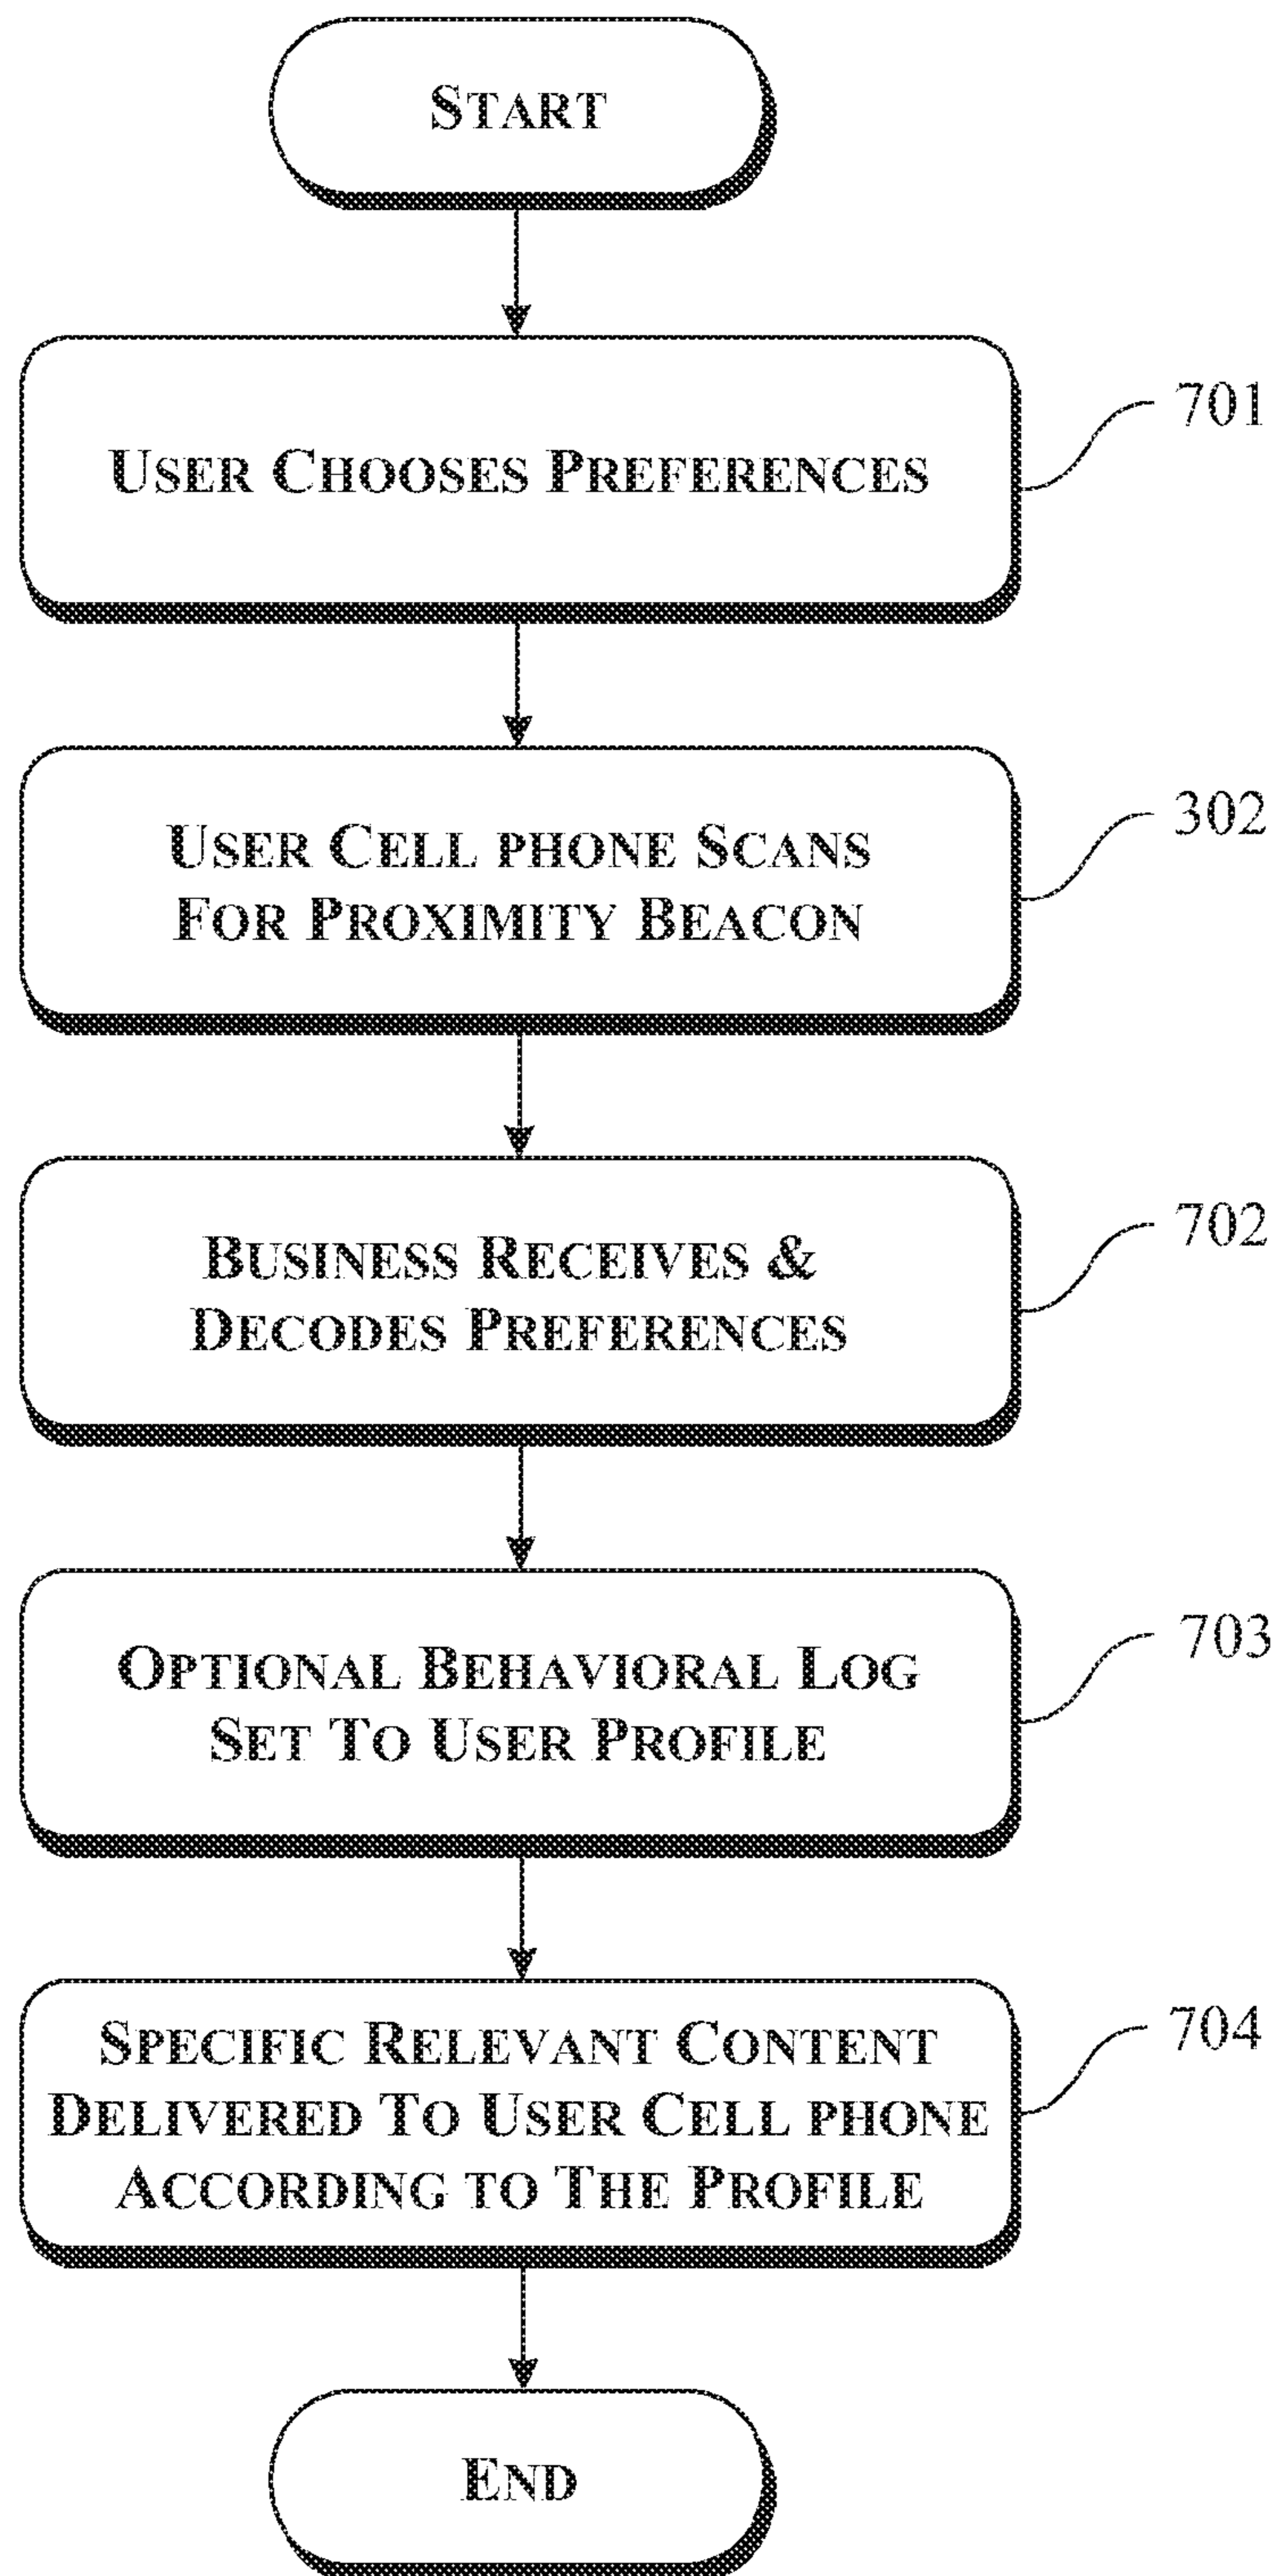 START
USER CHOOSES PREFERENCES
701
USER CELL PHONE SCANS
FOR PROXIMITY BEACON
302
BUSINESS RECEIVES &
DECODES PREFERENCES
702
OPTIONAL BEHAVIORAL LOG
SET TO USER PROFILE
703
SPECIFIC RELEVANT CONTENT
DELIVERED TO USER CELL PHONE
ACCORDING TO THE PROFILE
704
END